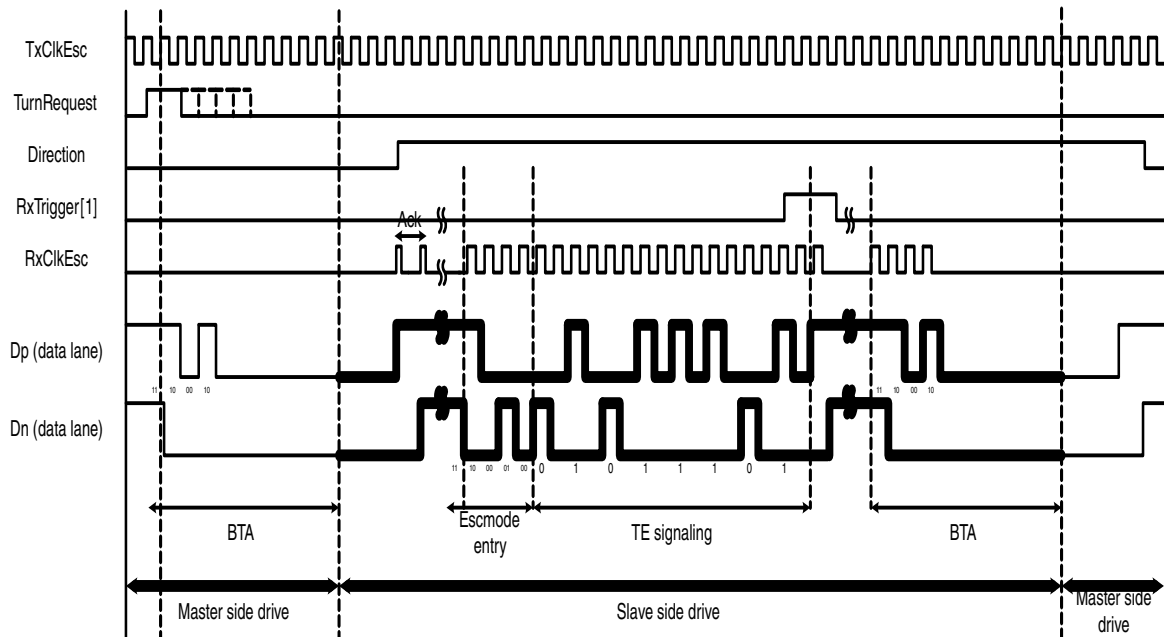 TxClkEsc
TurnRequest
Direction
RxTrigger[1]
Ack
RxClkEsc
Dp (data lane)
11 10 00 10
11 10 00 10
Dn (data lane)
11 10 00 01 00 0 1 0 1 1 1 0 1
BTA
Escmode
entry
TE signaling
BTA
Master side drive
Slave side drive
Master side
drive